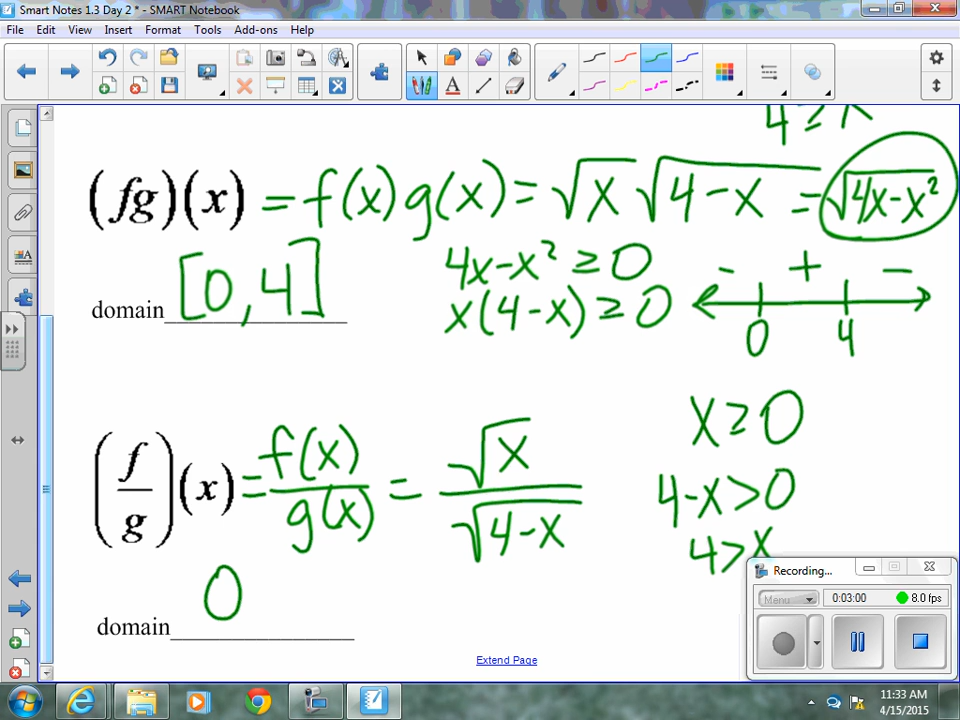 Smart Notes 1.3 Day 2 * - SMART Notebook
File Edit View Insert Format Tools Add-ons Help
4 ≥ x
(fg)(x) = f(x) g(x) = √x √4-x = √4x-x²
4x-x² ≥ 0
- + -
domain [0,4]
x(4-x) ≥ 0
0 4
x ≥ 0
(f/g)(x) = f(x)/g(x) = √x/√4-x
4-x > 0
4 > x
0
domain
Extend Page
Recording...
Menu
0:03:00
8.0 fps
11:33 AM
4/15/2015